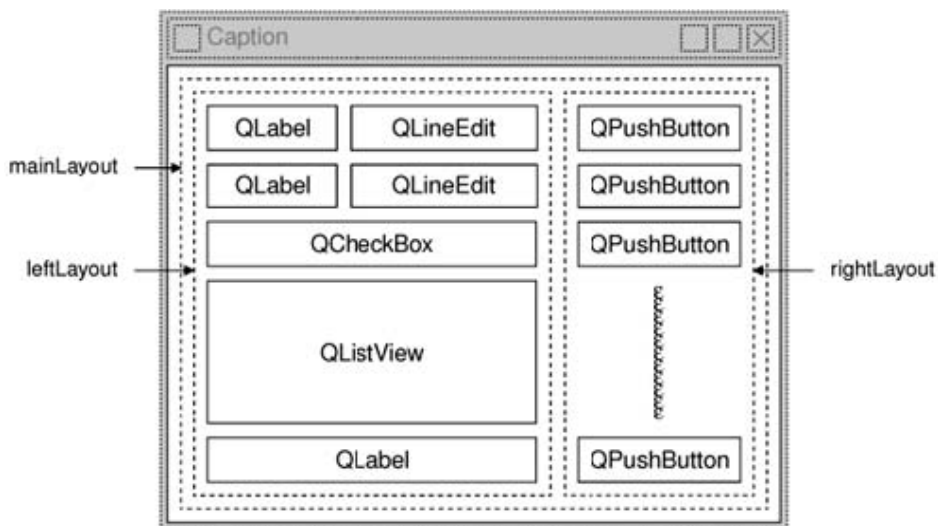 Caption
QLabel QLineEdit QPushButton
mainLayout
QLabel QLineEdit QPushButton
QCheckBox QPushButton
leftLayout
rightLayout
QListView
QLabel QPushButton